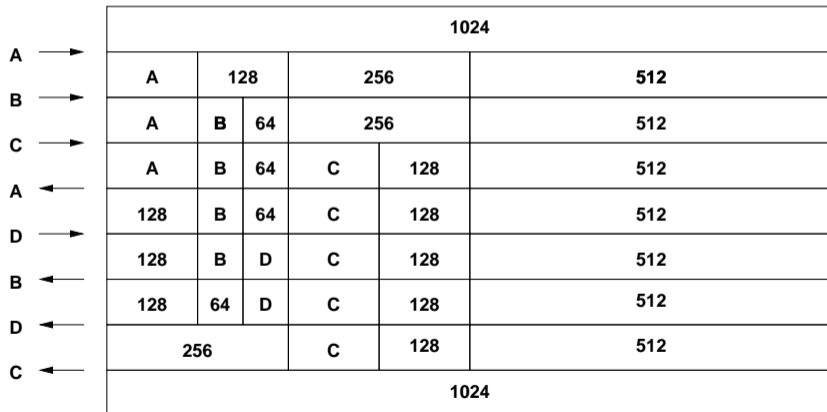 1024
A
A 128 256 512
B
A B 64 256 512
C
A B 64 C 128 512
A
128 B 64 C 128 512
D
128 B D C 128 512
B
128 64 D C 128 512
D
256 C 128 512
C
1024